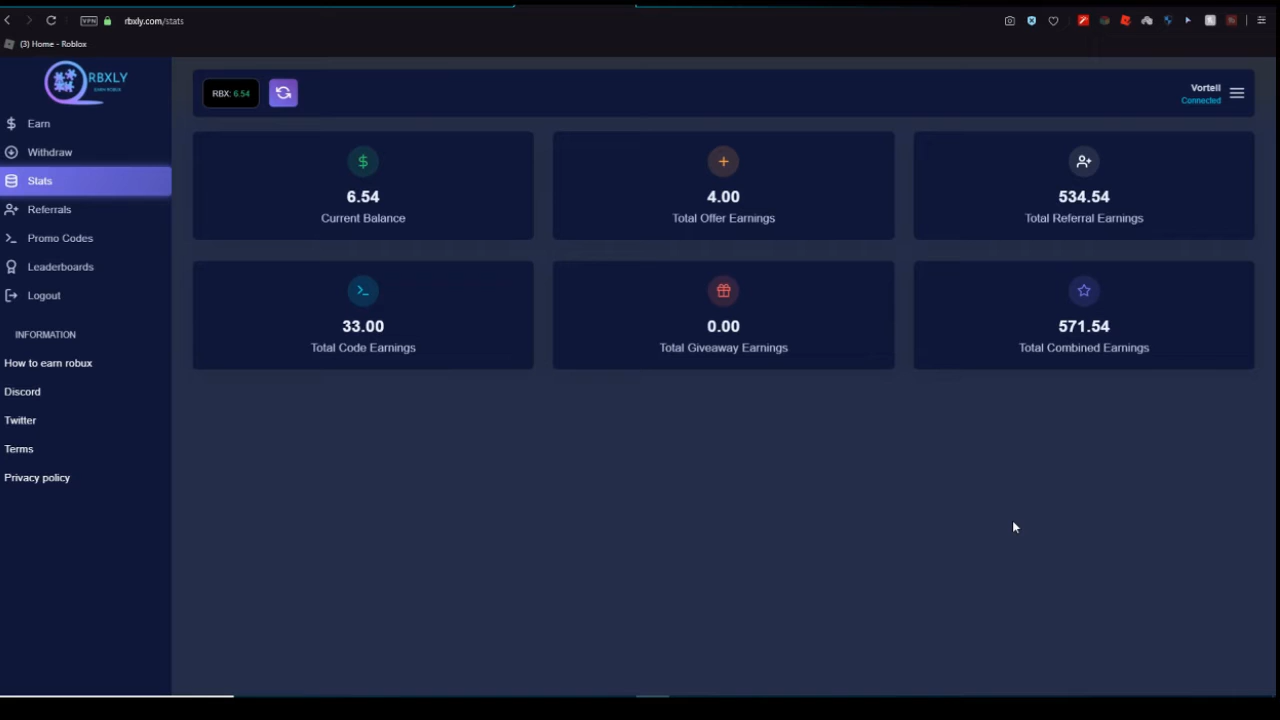 VPN
rbxly.com/stats
(3) Home - Roblox
RBXLY
EARN ROBUX
RBX: 6.54
Vortell
Connected
Earn
Withdraw
Stats
Referrals
Promo Codes
Leaderboards
Logout
INFORMATION
How to earn robux
Discord
Twitter
Terms
Privacy policy
6.54
Current Balance
4.00
Total Offer Earnings
534.54
Total Referral Earnings
33.00
Total Code Earnings
0.00
Total Giveaway Earnings
571.54
Total Combined Earnings